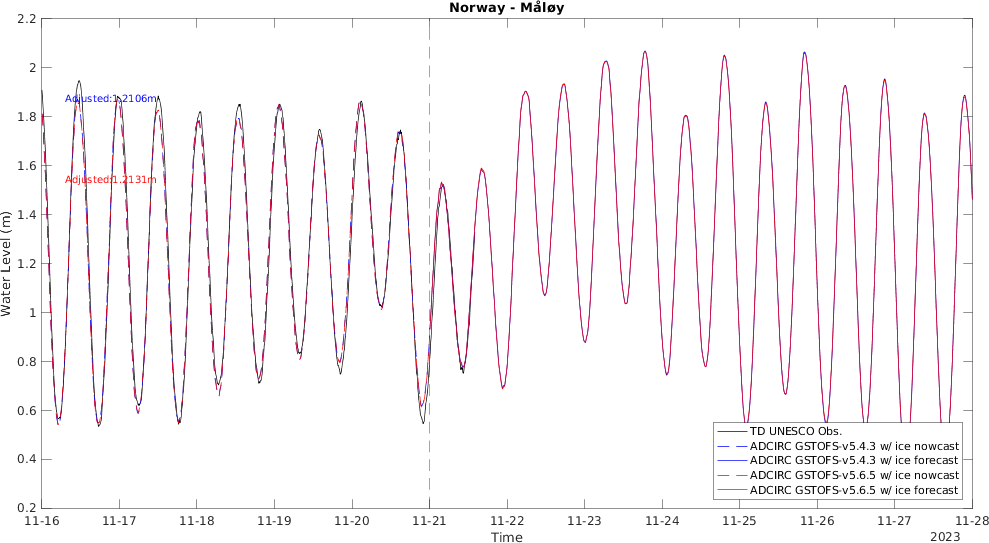 Norway - Måløy
2.2
2
1.8
1.6
1.4
1.2
1
0.8
0.6
0.4
0.2
Water Level (m)
Adjusted:1.2106m
Adjusted:1.2131m
TD UNESCO Obs.
ADCIRC GSTOFS-v5.4.3 w/ ice nowcast
ADCIRC GSTOFS-v5.4.3 w/ ice forecast
ADCIRC GSTOFS-v5.6.5 w/ ice nowcast
ADCIRC GSTOFS-v5.6.5 w/ ice forecast
11-16 11-17 11-18 11-19 11-20 11-21 11-22 11-23 11-24 11-25 11-26 11-27 11-28
Time
2023